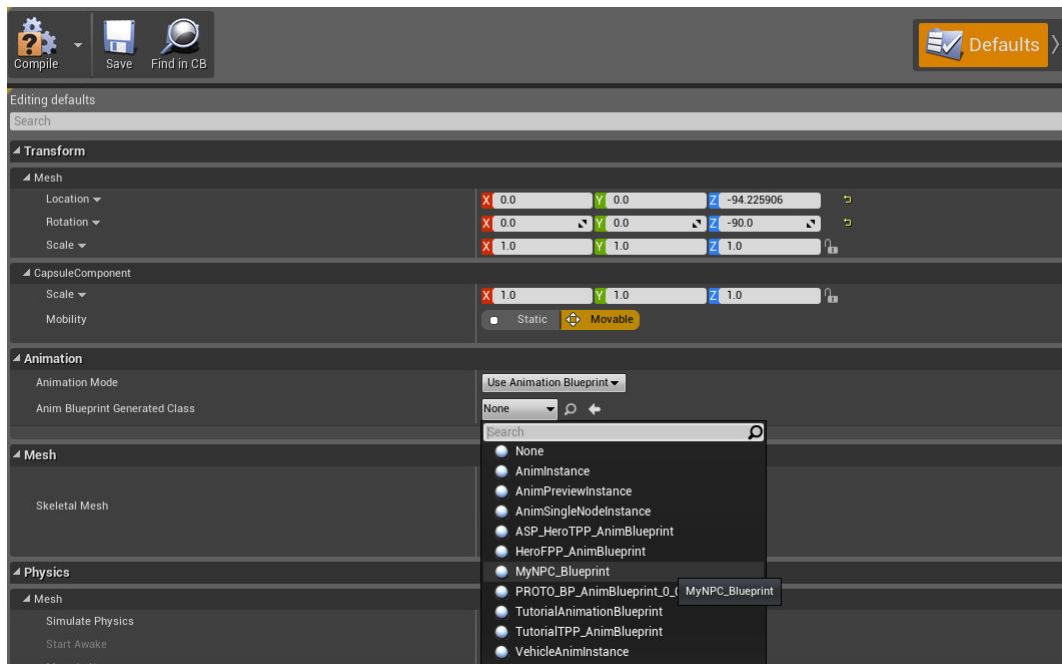 Compile Save Find in CB
Defaults
Editing defaults
Search
Transform
Mesh
Location X 0.0 Y 0.0 Z -94.225906
Rotation X 0.0 Y 0.0 Z -90.0
Scale X 1.0 Y 1.0 Z 1.0
CapsuleComponent
Scale X 1.0 Y 1.0 Z 1.0
Mobility Static Movable
Animation
Animation Mode Use Animation Blueprint
Anim Blueprint Generated Class None
Search
Mesh
None
AnimInstance
AnimPreviewInstance
Skeletal Mesh
AnimSingleNodeInstance
ASP_HeroTPP_AnimBlueprint
HeroFPP_AnimBlueprint
Physics
MyNPC_Blueprint
PROTO_BP_AnimBlueprint_0_ MyNPC_Blueprint
Mesh
TutorialAnimationBlueprint
Simulate Physics
TutorialTPP_AnimBlueprint
Start Awake
VehicleAnimInstance